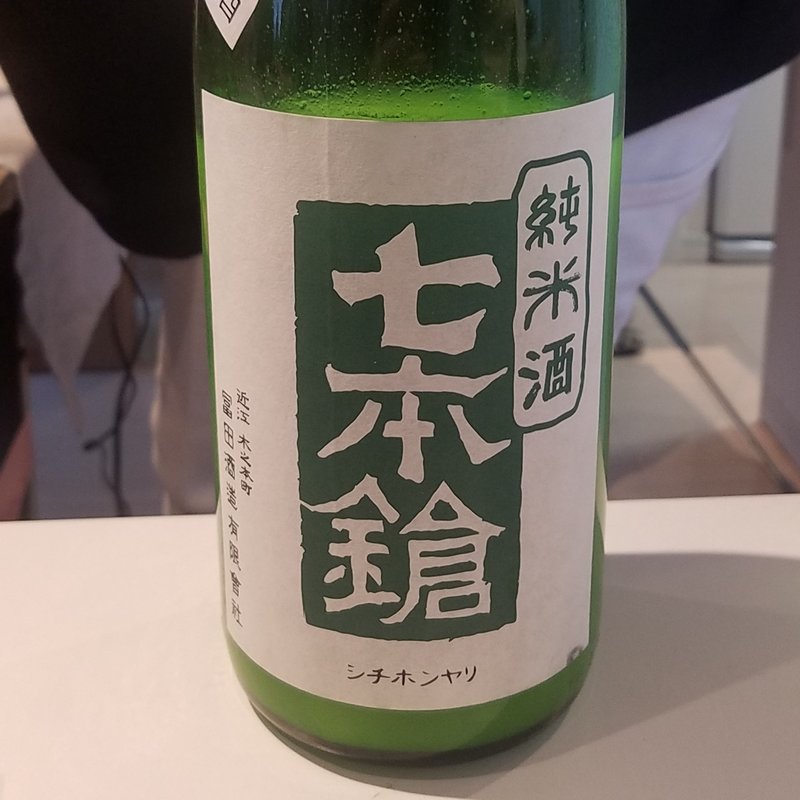 純米酒
七本鎗
近江 木之本町
冨田酒造有限會社
シチホンヤリ